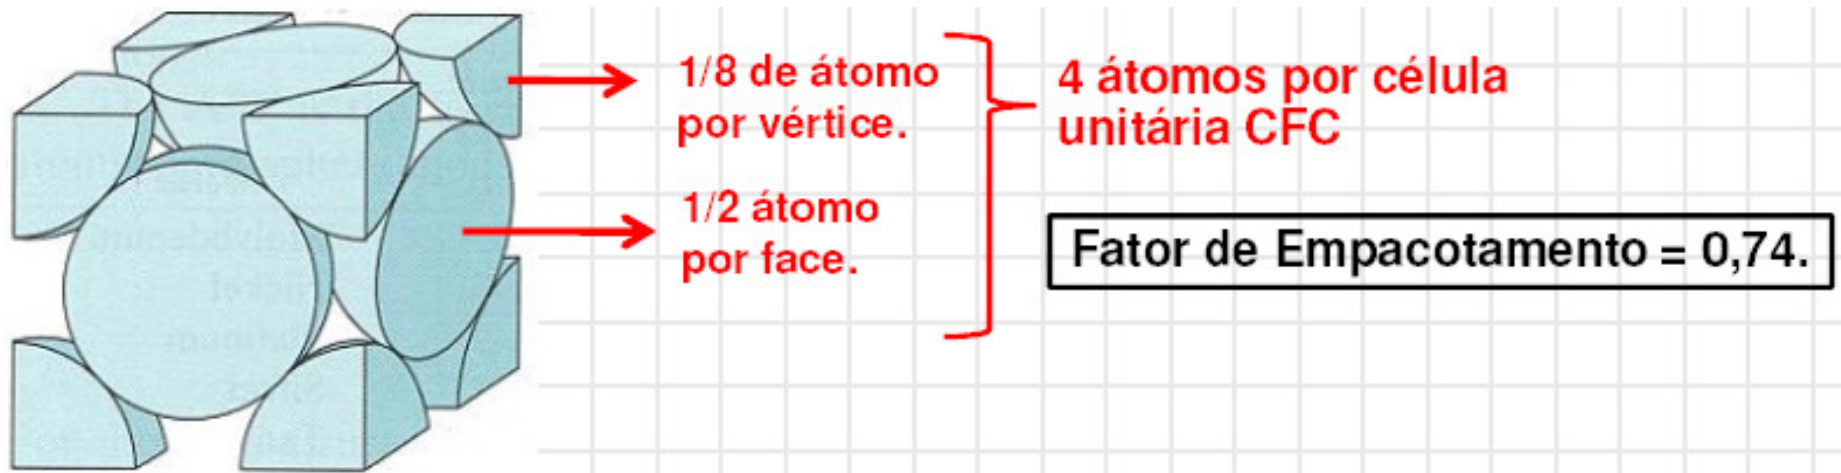 1/8 de átomo
por vértice.
4 átomos por célula
unitária CFC
1/2 átomo
por face.
Fator de Empacotamento = 0,74.